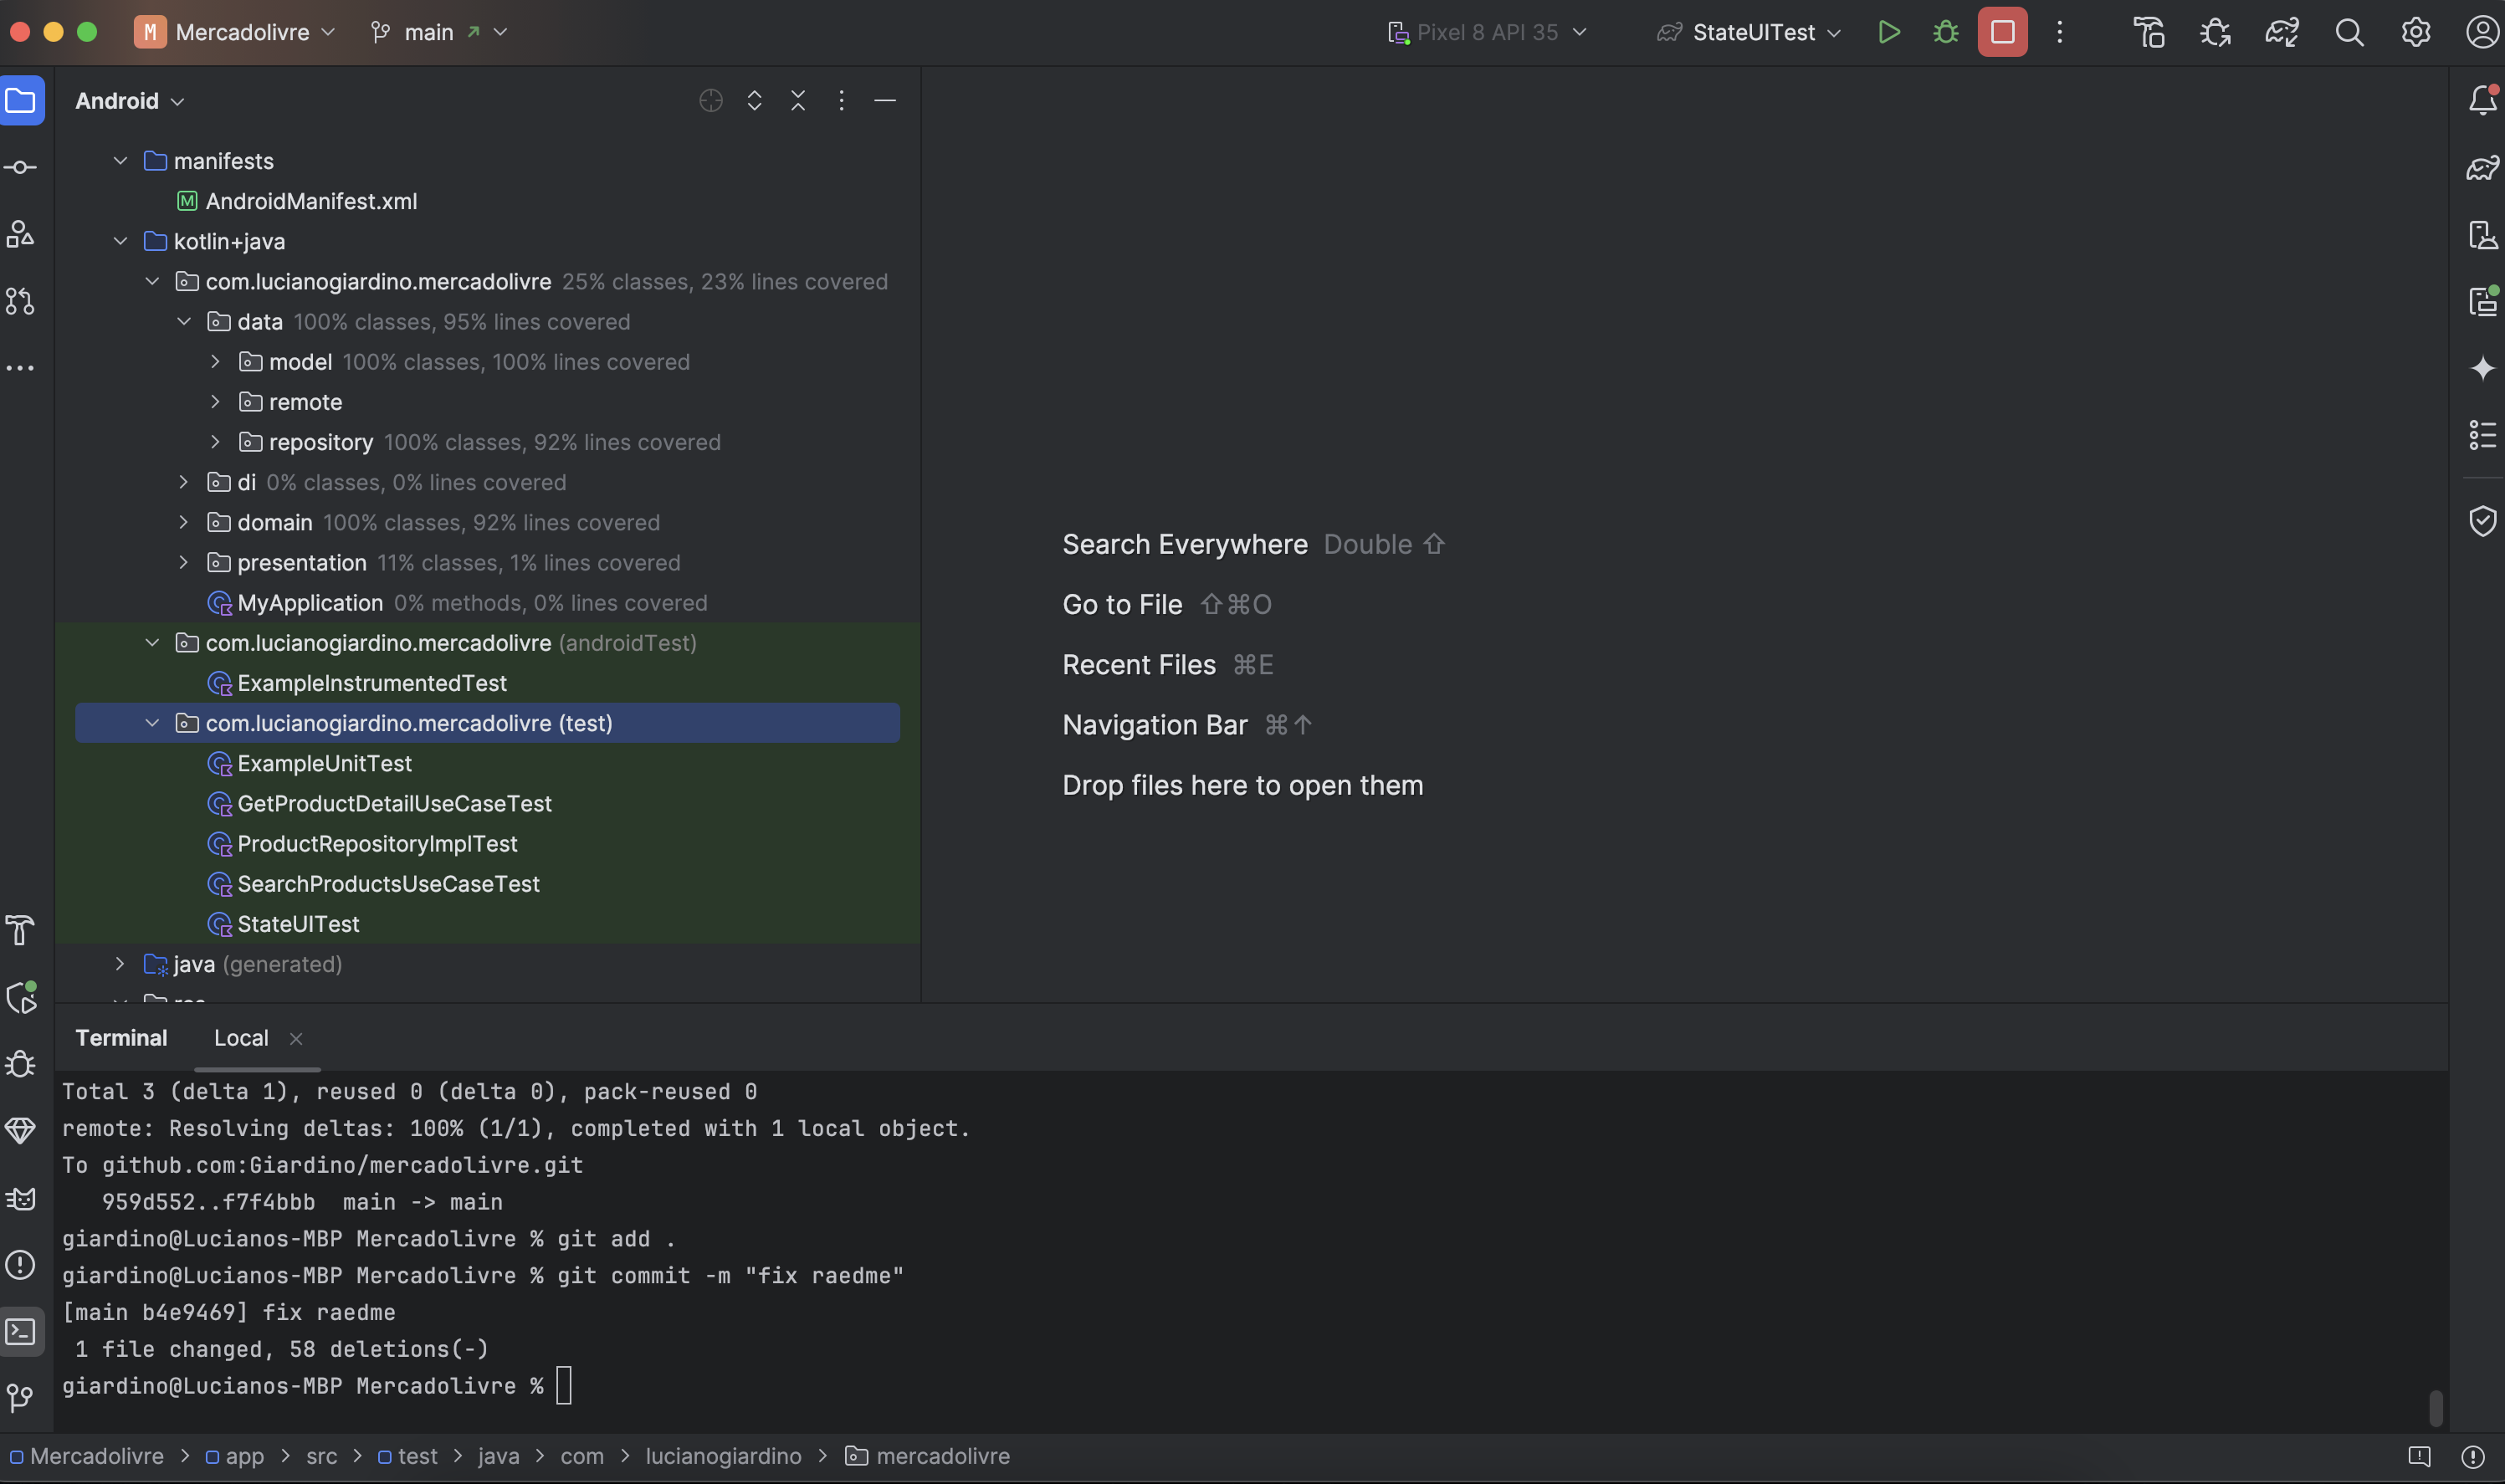 M Mercadolivre main Pixel 8 API 35 StateUITest
Android
manifests
M AndroidManifest.xml
kotlin+java
com.lucianogiardino.mercadolivre 25% classes, 23% lines covered
data 100% classes, 95% lines covered
model 100% classes, 100% lines covered
remote
repository 100% classes, 92% lines covered
di 0% classes, 0% lines covered
domain 100% classes, 92% lines covered
presentation 11% classes, 1% lines covered
MyApplication 0% methods, 0% lines covered
com.lucianogiardino.mercadolivre (androidTest)
ExampleInstrumentedTest
com.lucianogiardino.mercadolivre (test)
ExampleUnitTest
GetProductDetailUseCaseTest
ProductRepositoryImplTest
SearchProductsUseCaseTest
StateUITest
java (generated)
Search Everywhere Double ⇧
Go to File ⇧⌘O
Recent Files ⌘E
Navigation Bar ⌘↑
Drop files here to open them
Terminal Local
Total 3 (delta 1), reused 0 (delta 0), pack-reused 0
remote: Resolving deltas: 100% (1/1), completed with 1 local object.
To github.com:Giardino/mercadolivre.git
959d552..f7f4bbb main -> main
giardino@Lucianos-MBP Mercadolivre % git add .
giardino@Lucianos-MBP Mercadolivre % git commit -m "fix raedme"
[main b4e9469] fix raedme
1 file changed, 58 deletions(-)
giardino@Lucianos-MBP Mercadolivre %
Mercadolivre > app > src > test > java > com > lucianogiardino > mercadolivre